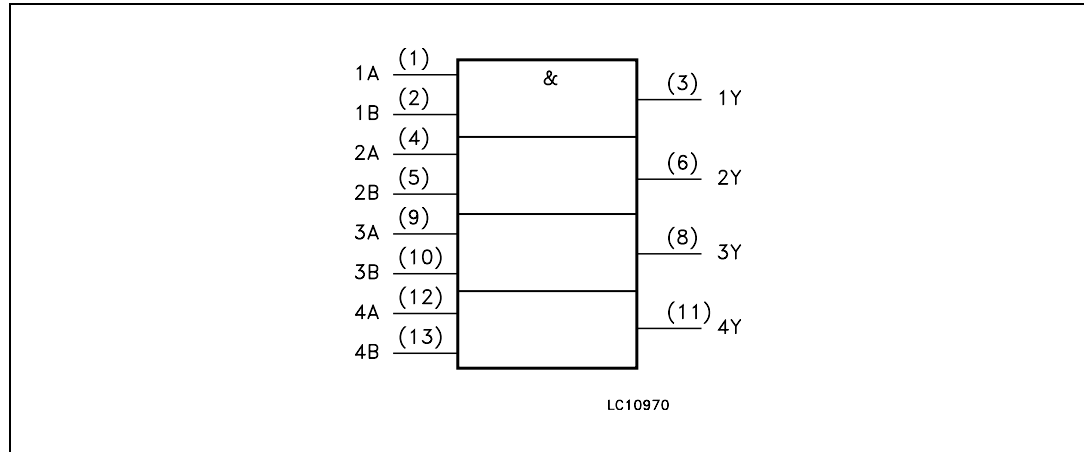 1A (1)
&
(3) 1Y
1B (2)
2A (4)
(6) 2Y
2B (5)
3A (9)
(8) 3Y
3B (10)
4A (12)
(11) 4Y
4B (13)
LC10970